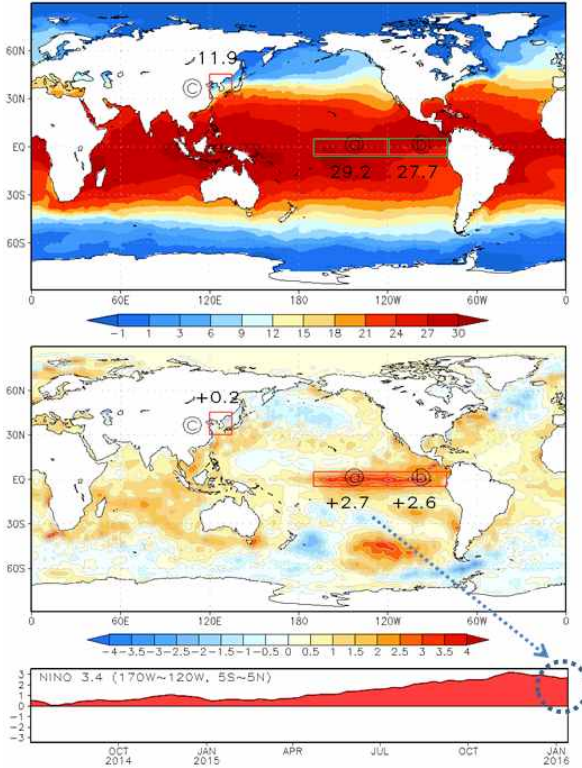 60N
30N
EQ
30S
60S
11.9
29.2 27.7
0 60E 120E 180 120W 60W 0
-1 1 3 6 9 12 15 18 21 24 27 30
60N
30N
EQ
30S
60S
+0.2
+2.7 +2.6
0 60E 120E 180 120W 60W 0
-4 -3.5 -3 -2.5 -2 -1.5 -1 -0.5 0 0.5 1 1.5 2 2.5 3 3.5 4
NINO 3.4 (170W~120W, 5S~5N)
3
2
1
0
-1
-2
-3
OCT 2014
JAN 2015
APR
JUL
OCT
JAN 2016